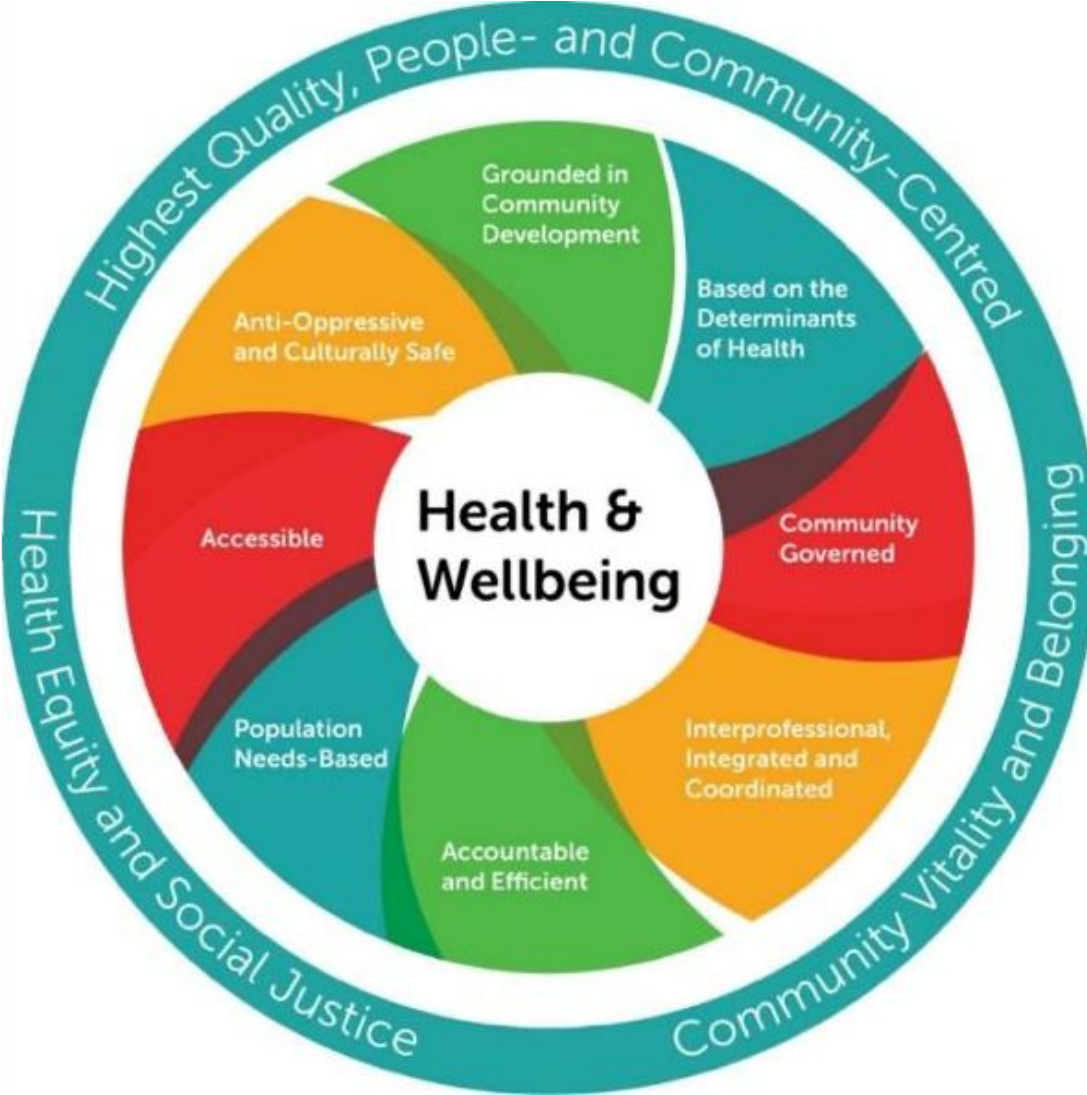 Highest Quality, People- and Community-Centred
Grounded in
Community
Development
Based on the
Determinants
of Health
Anti-Oppressive
and Culturally Safe
Health &
Wellbeing
Community
Governed
Accessible
Population
Needs-Based
Interprofessional,
Integrated and
Coordinated
Accountable
and Efficient
Health Equity and Social Justice
Community Vitality and Belonging